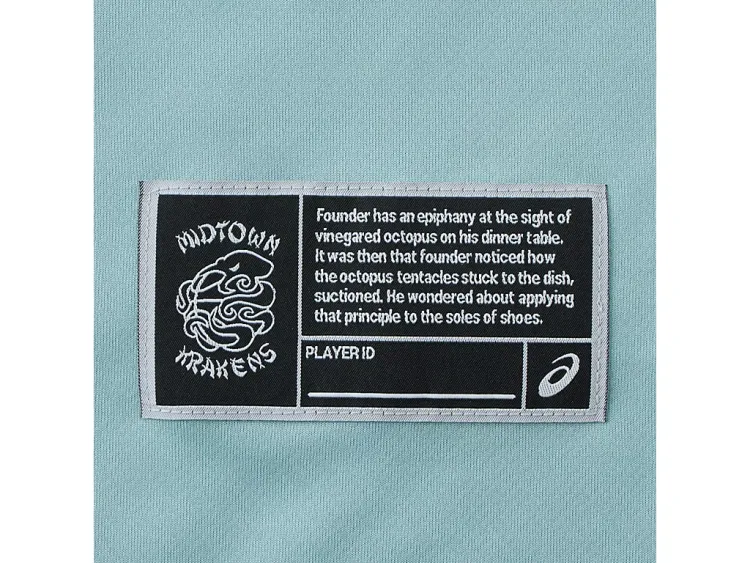 MIDTOWN
KRAKENS
Founder has an epiphany at the sight of
vinegared octopus on his dinner table.
It was then that founder noticed how
the octopus tentacles stuck to the dish,
suctioned. He wondered about applying
that principle to the soles of shoes.
PLAYER ID